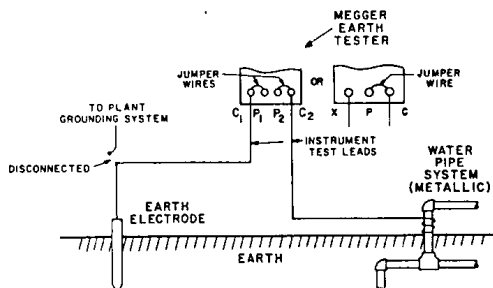 MEGGER
EARTH
TESTER
JUMPER
WIRES
OR
JUMPER
WIRE
C1 P1 P2 C2
X P C
TO PLANT
GROUNDING SYSTEM
DISCONNECTED
INSTRUMENT
TEST LEADS
WATER
PIPE
SYSTEM
(METALLIC)
EARTH
ELECTRODE
EARTH